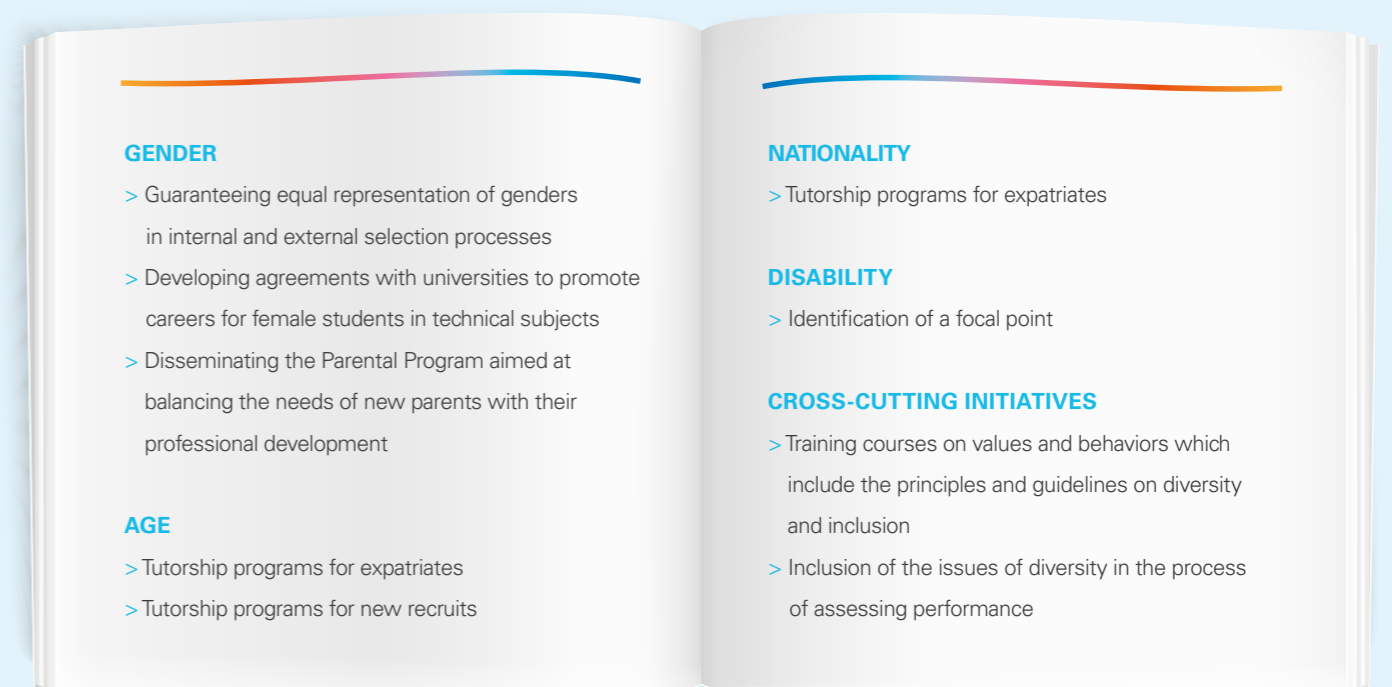 GENDER
> Guaranteeing equal representation of genders
in internal and external selection processes
> Developing agreements with universities to promote
careers for female students in technical subjects
> Disseminating the Parental Program aimed at
balancing the needs of new parents with their
professional development
AGE
> Tutorship programs for expatriates
> Tutorship programs for new recruits
NATIONALITY
> Tutorship programs for expatriates
DISABILITY
> Identification of a focal point
CROSS-CUTTING INITIATIVES
> Training courses on values and behaviors which
include the principles and guidelines on diversity
and inclusion
> Inclusion of the issues of diversity in the process
of assessing performance